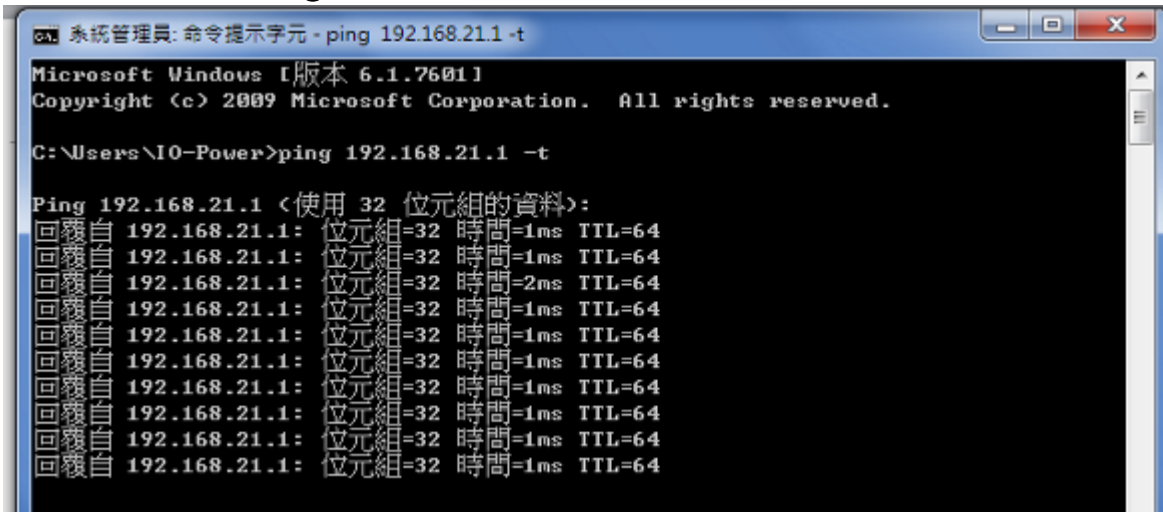 系統管理員: 命令提示字元 - ping 192.168.21.1 -t
Microsoft Windows [版本 6.1.7601]
Copyright (c) 2009 Microsoft Corporation.  All rights reserved.
C:\Users\IO-Power>ping 192.168.21.1 -t
Ping 192.168.21.1 (使用 32 位元組的資料):
回覆自 192.168.21.1: 位元組=32 時間=1ms TTL=64
回覆自 192.168.21.1: 位元組=32 時間=1ms TTL=64
回覆自 192.168.21.1: 位元組=32 時間=2ms TTL=64
回覆自 192.168.21.1: 位元組=32 時間=1ms TTL=64
回覆自 192.168.21.1: 位元組=32 時間=1ms TTL=64
回覆自 192.168.21.1: 位元組=32 時間=1ms TTL=64
回覆自 192.168.21.1: 位元組=32 時間=1ms TTL=64
回覆自 192.168.21.1: 位元組=32 時間=1ms TTL=64
回覆自 192.168.21.1: 位元組=32 時間=1ms TTL=64
回覆自 192.168.21.1: 位元組=32 時間=1ms TTL=64